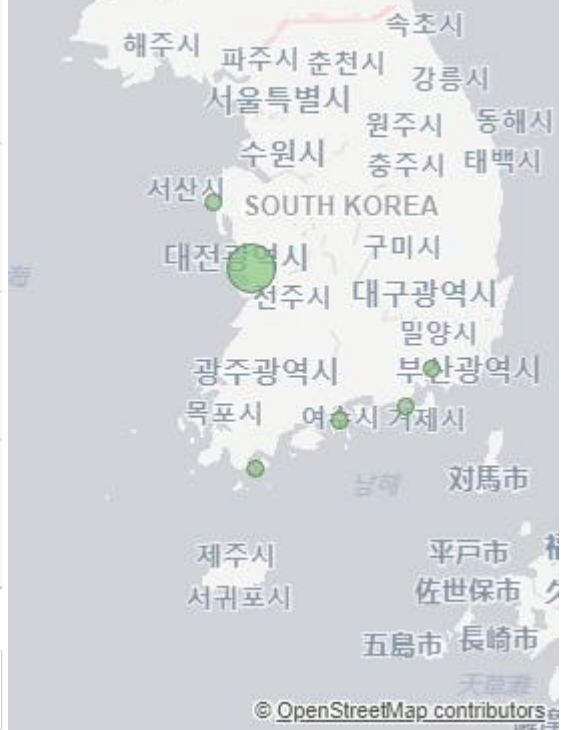 속초시
해주시
파주시 춘천시
강릉시
서울특별시
원주시
동해시
수원시
충주시
태백시
서산시
SOUTH KOREA
대전광역시
구미시
전주시
대구광역시
밀양시
광주광역시
부산광역시
목포시
여수시
거제시
남해
対馬市
海
제주시
서귀포시
平戸市
佐世保市
五島市
長崎市
天草灘
© OpenStreetMap contributors